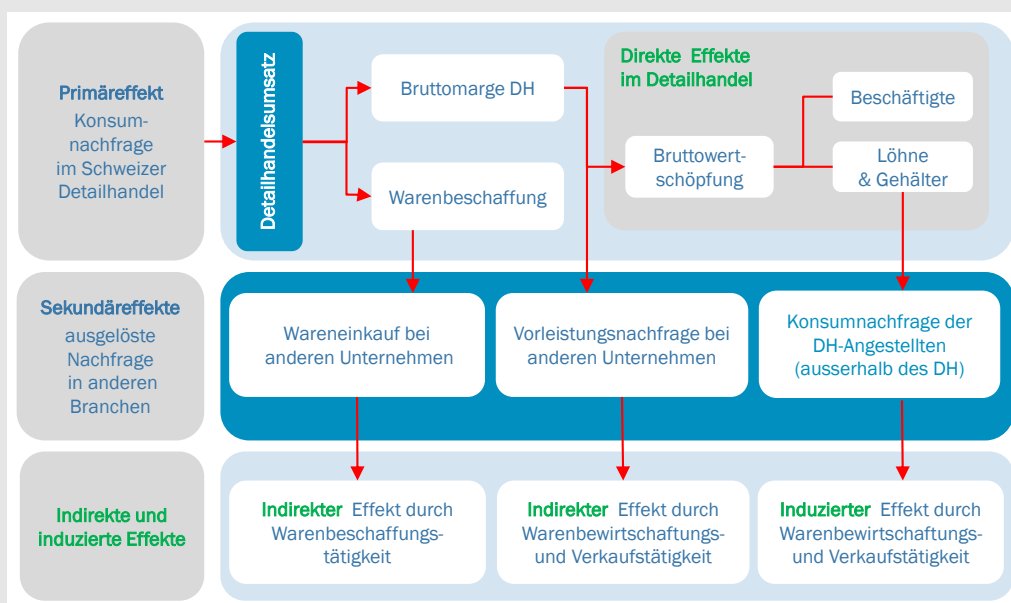 Primäreffekt
Konsum-
nachfrage
im Schweizer
Detailhandel
Detailhandelsumsatz
Bruttomarge DH
Warenbeschaffung
Direkte Effekte
im Detailhandel
Bruttowert-
schöpfung
Beschäftigte
Löhne
& Gehälter
Sekundäreffekte
ausgelöste
Nachfrage
in anderen
Branchen
Wareneinkauf bei
anderen Unternehmen
Vorleistungsnachfrage bei
anderen Unternehmen
Konsumnachfrage der
DH-Angestellten
(ausserhalb des DH)
Indirekte und
induzierte Effekte
Indirekter Effekt durch
Warenbeschaffungs-
tätigkeit
Indirekter Effekt durch
Warenbewirtschaftungs-
und Verkaufstätigkeit
Induzierter Effekt durch
Warenbewirtschaftungs-
und Verkaufstätigkeit